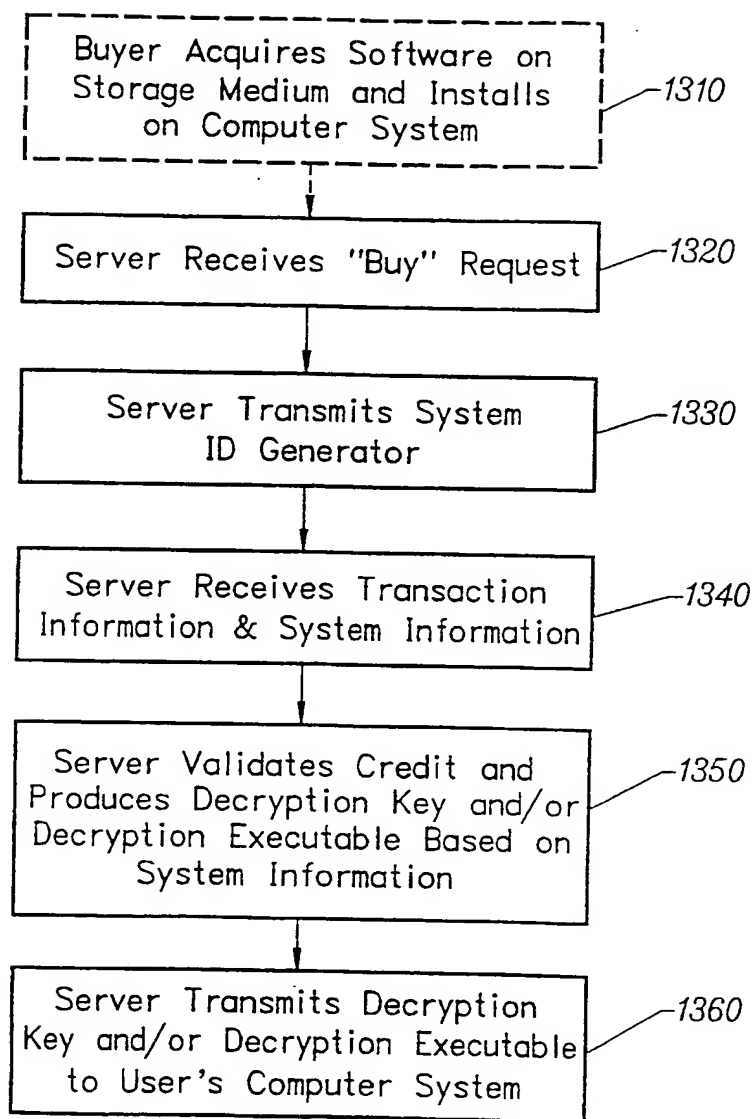 Buyer Acquires Software on
Storage Medium and Installs
on Computer System
1310
Server Receives "Buy" Request
1320
Server Transmits System
ID Generator
1330
Server Receives Transaction
Information & System Information
1340
Server Validates Credit and
Produces Decryption Key and/or
Decryption Executable Based on
System Information
1350
Server Transmits Decryption
Key and/or Decryption Executable
to User's Computer System
1360